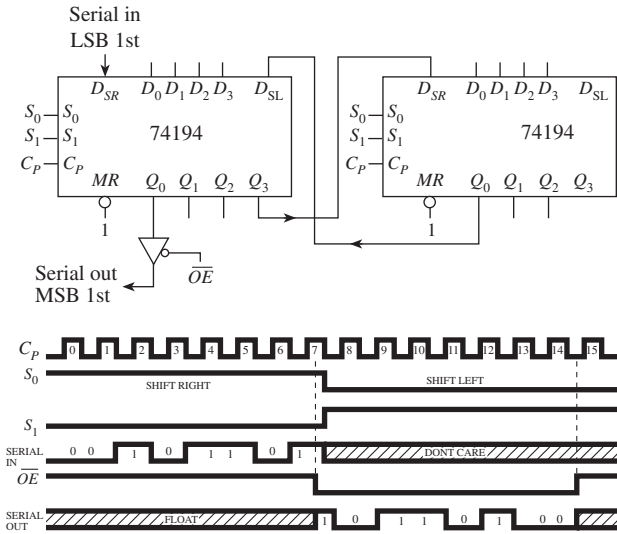 Serial in
LSB 1st
D_SR D_0 D_1 D_2 D_3 D_SL
D_SR D_0 D_1 D_2 D_3 D_SL
S_0 S_0
S_1 S_1
C_P C_P
74194
S_0 S_0
S_1 S_1
C_P C_P
74194
MR Q_0 Q_1 Q_2 Q_3
MR Q_0 Q_1 Q_2 Q_3
1
1
Serial out
MSB 1st
OE
C_P 0 1 2 3 4 5 6 7 8 9 10 11 12 13 14 15
S_0 SHIFT RIGHT SHIFT LEFT
S_1
SERIAL IN 0 0 1 0 1 1 0 1 DONT CARE
OE
SERIAL OUT FLOAT 1 0 1 1 0 1 0 0